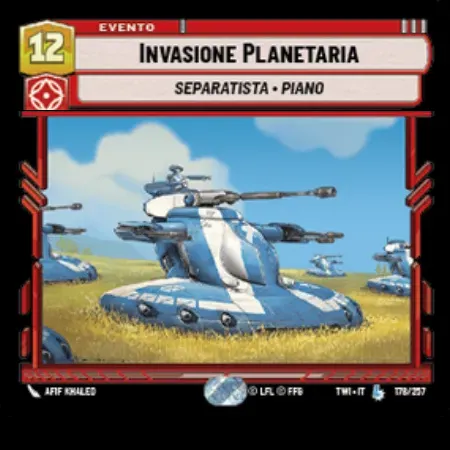 EVENTO
12
INVASIONE PLANETARIA
SEPARATISTA • PIANO
AFIF KHALED
© LFL © FFG
TWI • IT
178/257